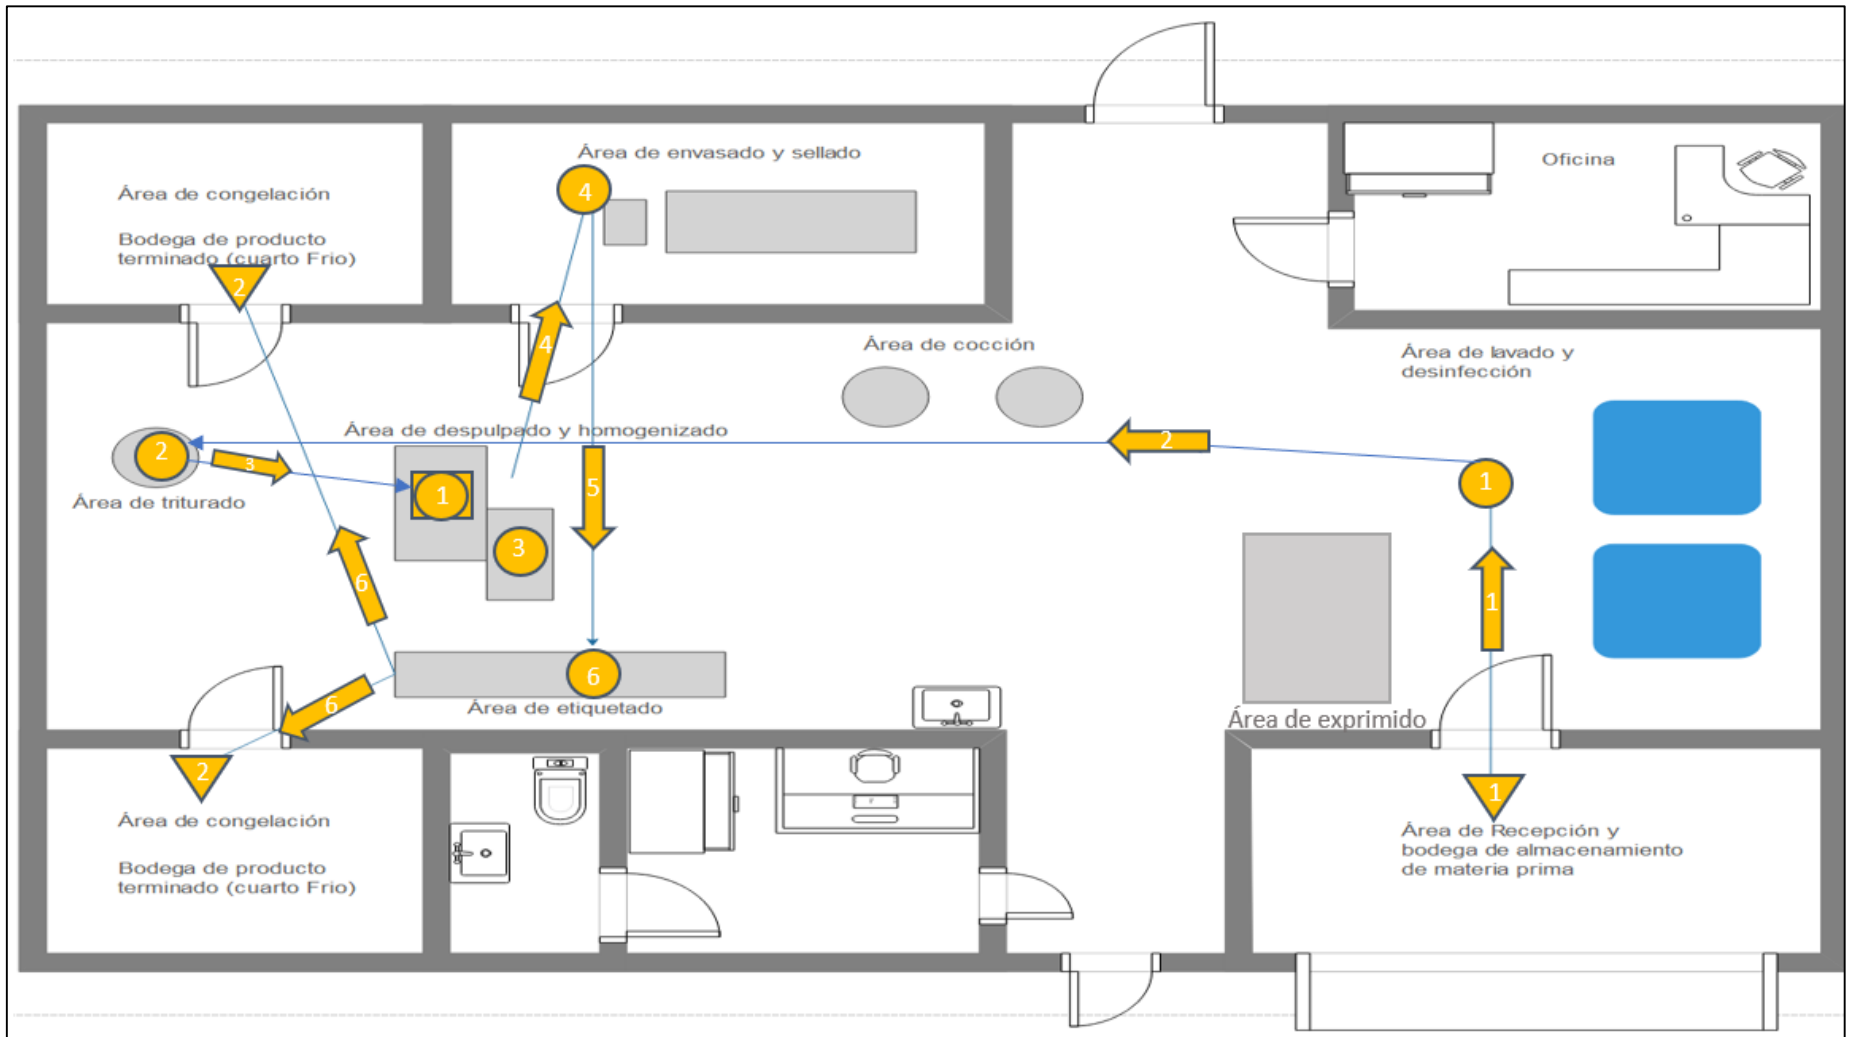 Área de envasado y sellado
Oficina
4
Área de congelación
Bodega de producto
terminado (cuarto Frio)
2
4
Área de cocción
Área de lavado y
desinfección
Área de despulpado y homogenizado
2
2
3
Área de triturado
1
5
1
3
6
1
6
6
Área de etiquetado
Área de exprimido
2
1
Área de congelación
Bodega de producto
terminado (cuarto Frio)
Área de Recepción y
bodega de almacenamiento
de materia prima